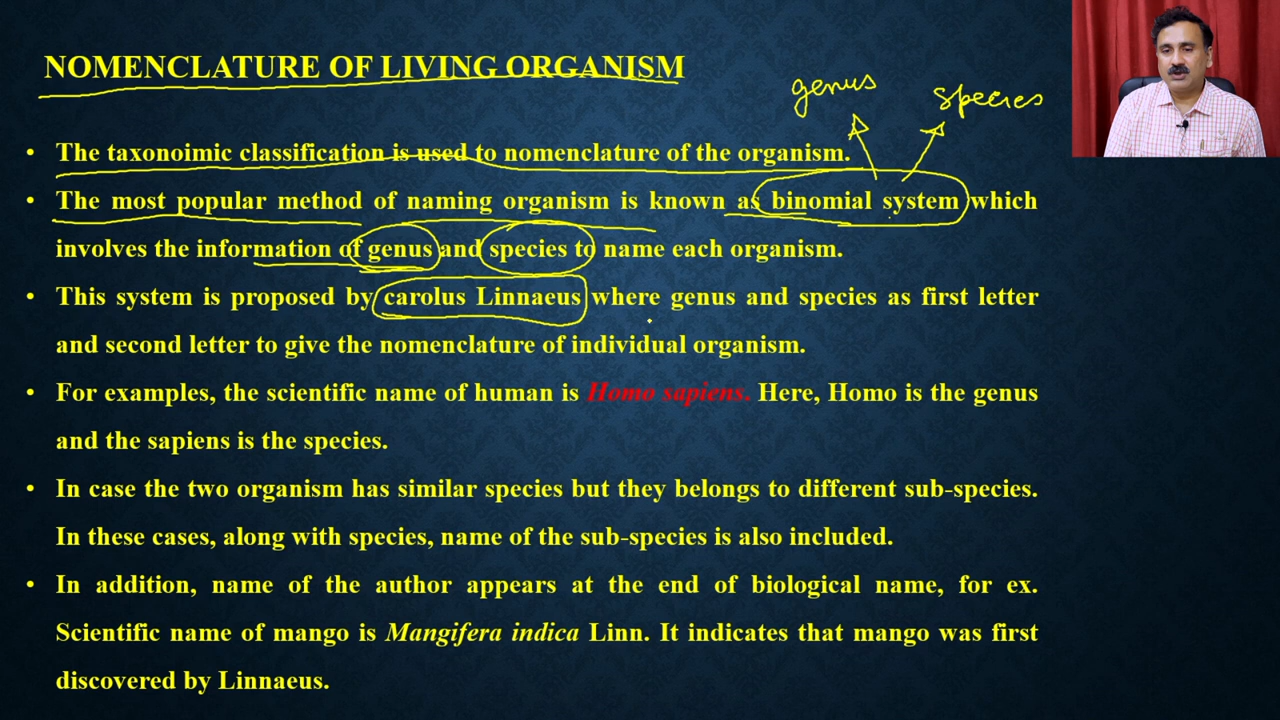 NOMENCLATURE OF LIVING ORGANISM
genus
species
• The taxonoimic classification is used to nomenclature of the organism.
• The most popular method of naming organism is known as binomial system which
involves the information of genus and species to name each organism.
• This system is proposed by carolus Linnaeus where genus and species as first letter
and second letter to give the nomenclature of individual organism.
• For examples, the scientific name of human is Homo sapiens. Here, Homo is the genus
and the sapiens is the species.
• In case the two organism has similar species but they belongs to different sub-species.
In these cases, along with species, name of the sub-species is also included.
• In addition, name of the author appears at the end of biological name, for ex.
Scientific name of mango is Mangifera indica Linn. It indicates that mango was first
discovered by Linnaeus.